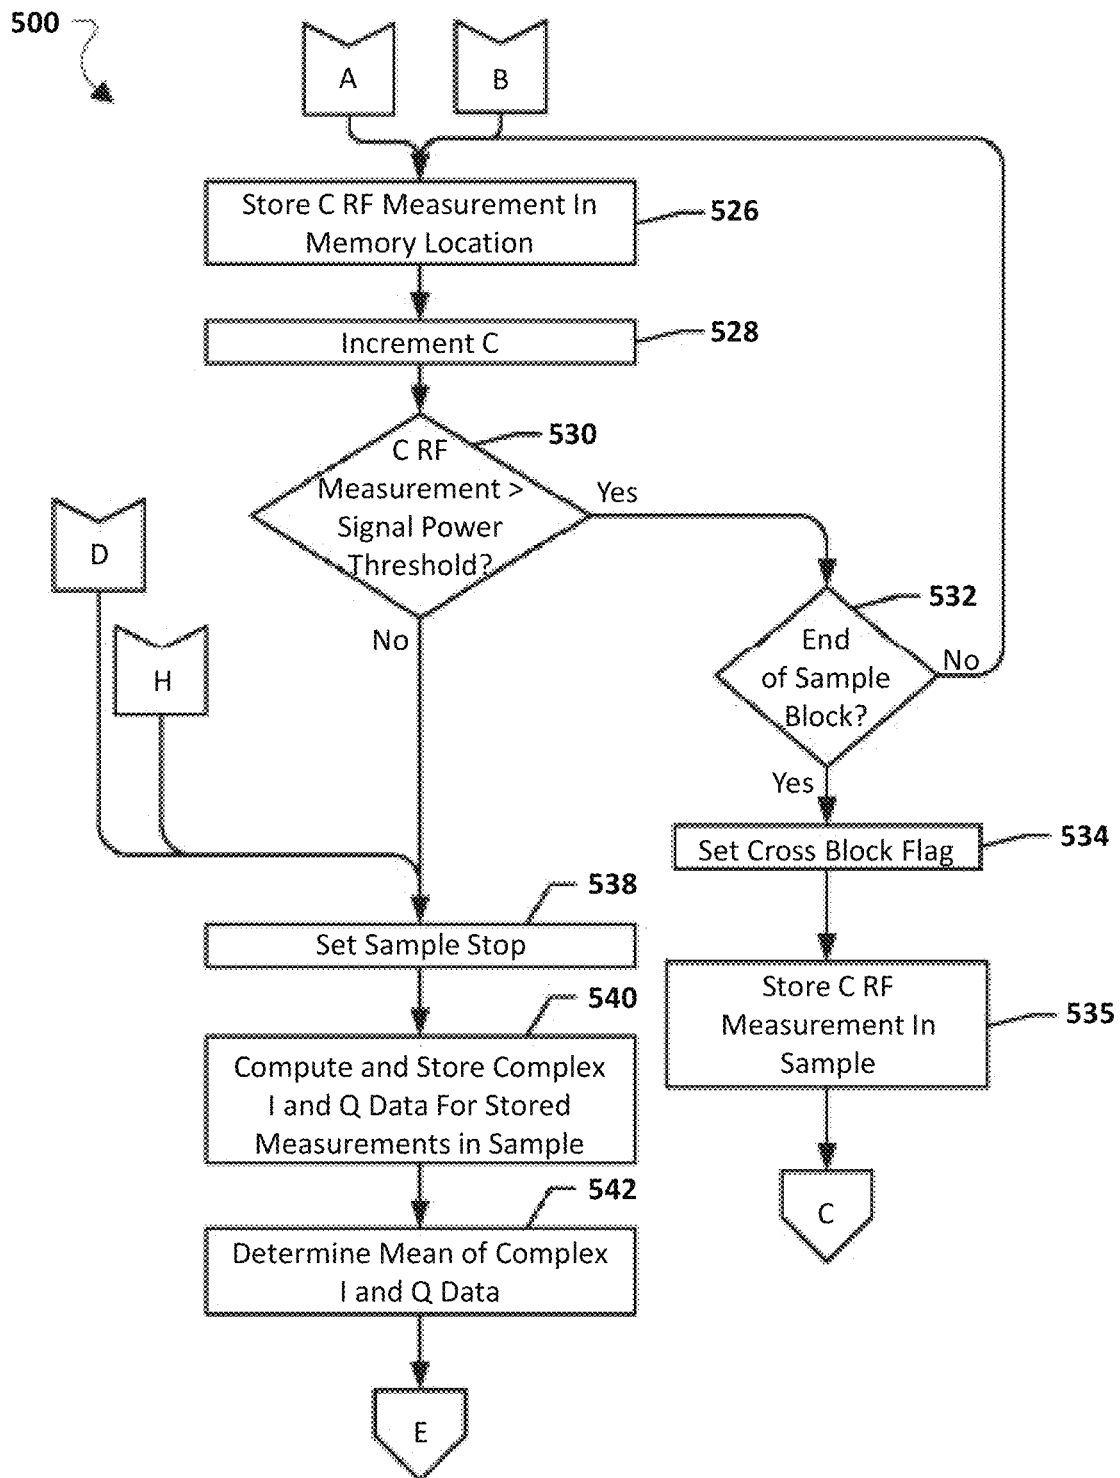 500
A
B
Store C RF Measurement In
Memory Location
526
Increment C
528
530
C RF
Measurement >
Signal Power
Threshold?
Yes
No
D
H
532
End
of Sample
Block?
No
Yes
Set Cross Block Flag
534
538
Set Sample Stop
Store C RF
Measurement In
Sample
535
540
Compute and Store Complex
I and Q Data For Stored
Measurements in Sample
542
Determine Mean of Complex
I and Q Data
C
E